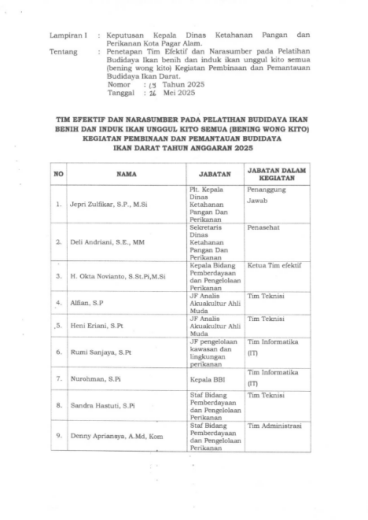 Lampiran I : Keputusan Kepala Dinas Ketahanan Pangan dan
Perikanan Kota Pagar Alam.
Tentang : Penetapan Tim Efektif dan Narasumber pada Pelatihan
Budidaya Ikan benih dan induk ikan unggul kito semua
(bening wong kito) Kegiatan Pembinaan dan Pemantauan
Budidaya Ikan Darat.
Nomor : 15 Tahun 2025
Tanggal : 26 Mei 2025
TIM EFEKTIF DAN NARASUMBER PADA PELATIHAN BUDIDAYA IKAN
BENIH DAN INDUK IKAN UNGGUL KITO SEMUA (BENING WONG KITO)
KEGIATAN PEMBINAAN DAN PEMANTAUAN BUDIDAYA
IKAN DARAT TAHUN ANGGARAN 2025
NO NAMA JABATAN JABATAN DALAM KEGIATAN
1. Jepri Zulfikar, S.P., M.Si Plt. Kepala Dinas Ketahanan Pangan Dan Perikanan Penanggung Jawab
2. Deli Andriani, S.E., MM Sekretaris Dinas Ketahanan Pangan Dan Perikanan Penasehat
3. H. Okta Novianto, S.St.Pi,M.Si Kepala Bidang Pemberdayaan dan Pengelolaan Perikanan Ketua Tim efektif
4. Alfian, S.P JF Analis Akuakultur Ahli Muda Tim Teknisi
5. Heni Eriani, S.Pt JF Analis Akuakultur Ahli Muda Tim Teknisi
6. Rumi Sanjaya, S.Pt JF pengelolaan kawasan dan lingkungan perikanan Tim Informatika (IT)
7. Nurahman, S.Pi Kepala BBI Tim Informatika (IT)
8. Sandra Hastuti, S.Pi Staf Bidang Pemberdayaan dan Pengelolaan Perikanan Tim Teknisi
9. Denny Aprianaya, A.Md, Kom Staf Bidang Pemberdayaan dan Pengelolaan Perikanan Tim Administrasi